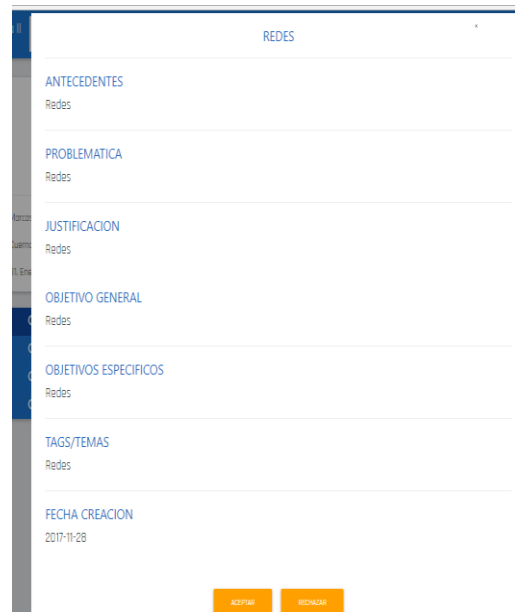 REDES
ANTECEDENTES
Redes
PROBLEMATICA
Redes
JUSTIFICACION
Redes
OBJETIVO GENERAL
Redes
OBJETIVOS ESPECIFICOS
Redes
TAGS/TEMAS
Redes
FECHA CREACION
2017-11-28
ACEPTAR RECHAZAR